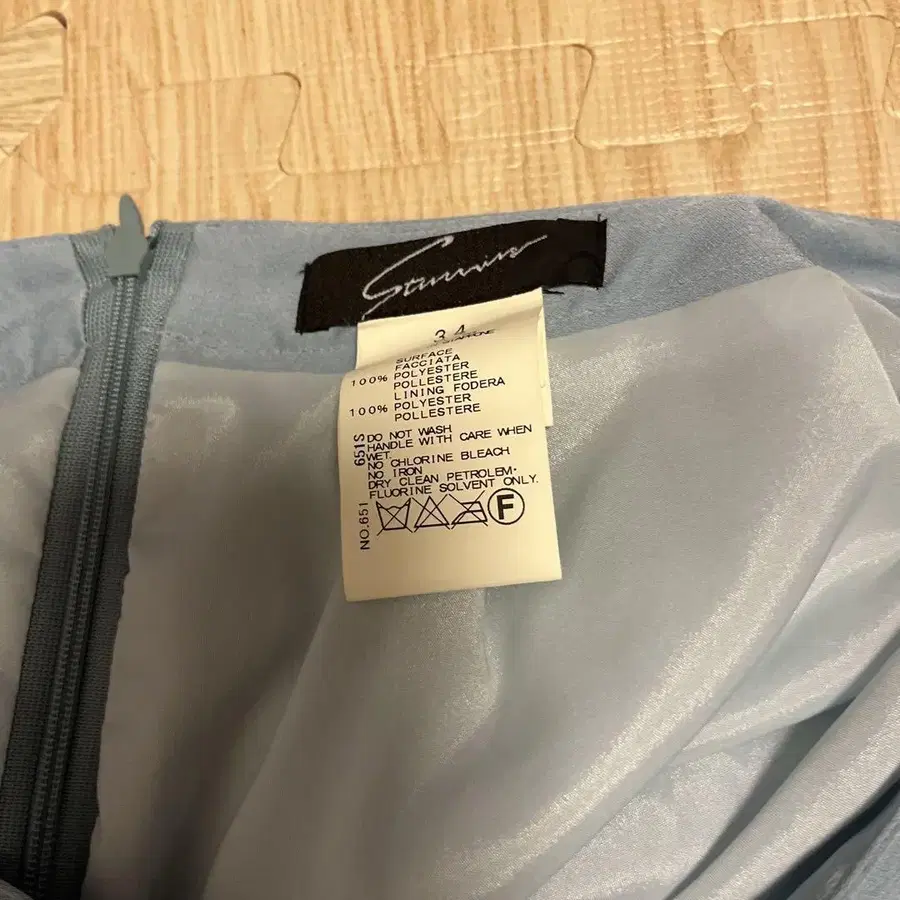 34
SURFACE
FACCIATA
100% POLYESTER
POLLESTERE
LINING FODERA
100% POLYESTER
POLLESTERE
DO NOT WASH
HANDLE WITH CARE WHEN
WET.
NO CHLORINE BLEACH
NO IRON
DRY CLEAN PETROLEM·
FLUORINE SOLVENT ONLY.
F
NO.651 651S